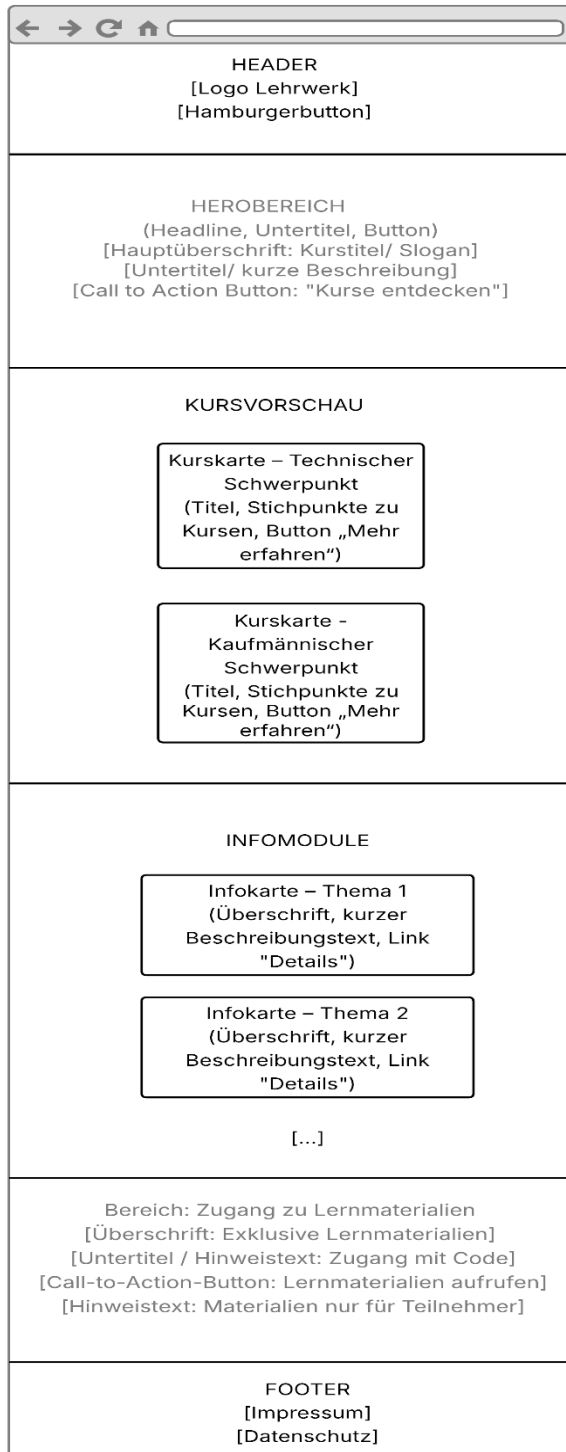 HEADER
[Logo Lehrwerk]
[Hamburgerbutton]
HEROBEREICH
(Headline, Untertitel, Button)
[Hauptüberschrift: Kurstitel/ Slogan]
[Untertitel/ kurze Beschreibung]
[Call to Action Button: "Kurse entdecken"]
KURSVORSCHAU
Kurskarte – Technischer
Schwerpunkt
(Titel, Stichpunkte zu
Kursen, Button „Mehr
erfahren“)
Kurskarte -
Kaufmännischer
Schwerpunkt
(Titel, Stichpunkte zu
Kursen, Button „Mehr
erfahren“)
INFOMODULE
Infokarte – Thema 1
(Überschrift, kurzer
Beschreibungstext, Link
"Details")
Infokarte – Thema 2
(Überschrift, kurzer
Beschreibungstext, Link
"Details")
[...]
Bereich: Zugang zu Lernmaterialien
[Überschrift: Exklusive Lernmaterialien]
[Untertitel / Hinweistext: Zugang mit Code]
[Call-to-Action-Button: Lernmaterialien aufrufen]
[Hinweistext: Materialien nur für Teilnehmer]
FOOTER
[Impressum]
[Datenschutz]